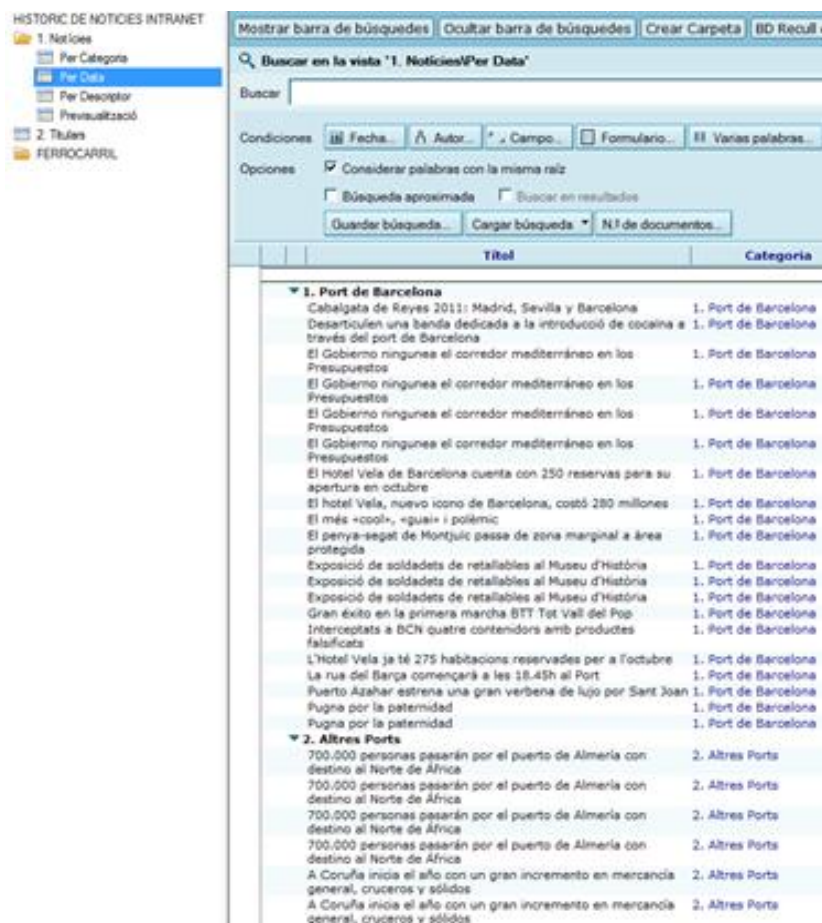 HISTORIC DE NOTICIES INTRANET
1. Notícies
Per Categoria
Per Data
Per Descriptor
Previsualització
2. Titulars
FERROCARRIL
Mostrar barra de búsquedes Ocultar barra de búsquedes Crear Carpeta BD Recull
Buscar en la vista '1. Notícies\Per Data'
Buscar
Condiciones Fecha... Autor... Campo... Formulario... Varias palabras...
Opciones Considerar palabras con la misma raíz
Búsqueda aproximada Buscar en resultados
Guardar búsqueda... Cargar búsqueda N.º de documentos...
Títol Categoria
1. Port de Barcelona
Cabalgata de Reyes 2011: Madrid, Sevilla y Barcelona 1. Port de Barcelona
Desarticulen una banda dedicada a la introducció de cocaïna a 1. Port de Barcelona
través del port de Barcelona
El Gobierno ningunea el corredor mediterráneo en los 1. Port de Barcelona
Presupuestos
El Gobierno ningunea el corredor mediterráneo en los 1. Port de Barcelona
Presupuestos
El Gobierno ningunea el corredor mediterráneo en los 1. Port de Barcelona
Presupuestos
El Gobierno ningunea el corredor mediterráneo en los 1. Port de Barcelona
Presupuestos
El Hotel Vela de Barcelona cuenta con 250 reservas para su 1. Port de Barcelona
apertura en octubre
El hotel Vela, nuevo icono de Barcelona, costó 280 millones 1. Port de Barcelona
El més «cool», «guai» i polèmic 1. Port de Barcelona
El penya-segat de Montjuïc passa de zona marginal a àrea 1. Port de Barcelona
protegida
Exposició de soldadets de retallables al Museu d'Història 1. Port de Barcelona
Exposició de soldadets de retallables al Museu d'Història 1. Port de Barcelona
Exposició de soldadets de retallables al Museu d'Història 1. Port de Barcelona
Gran éxito en la primera marcha BTT Tot Vall del Pop 1. Port de Barcelona
Interceptats a BCN quatre contenidors amb productes 1. Port de Barcelona
falsificats
L'Hotel Vela ja té 275 habitacions reservades per a l'octubre 1. Port de Barcelona
La rua del Barça començarà a les 18.45h al Port 1. Port de Barcelona
Puerto Azahar estrena una gran verbena de lujo por Sant Joan 1. Port de Barcelona
Pugna por la paternidad 1. Port de Barcelona
Pugna por la paternidad 1. Port de Barcelona
2. Altres Ports
700.000 personas pasarán por el puerto de Almería con 2. Altres Ports
destino al Norte de África
700.000 personas pasarán por el puerto de Almería con 2. Altres Ports
destino al Norte de África
700.000 personas pasarán por el puerto de Almería con 2. Altres Ports
destino al Norte de África
700.000 personas pasarán por el puerto de Almería con 2. Altres Ports
destino al Norte de África
A Coruña inicia el año con un gran incremento en mercancía 2. Altres Ports
general, cruceros y sólidos
A Coruña inicia el año con un gran incremento en mercancía 2. Altres Ports
general, cruceros y sólidos